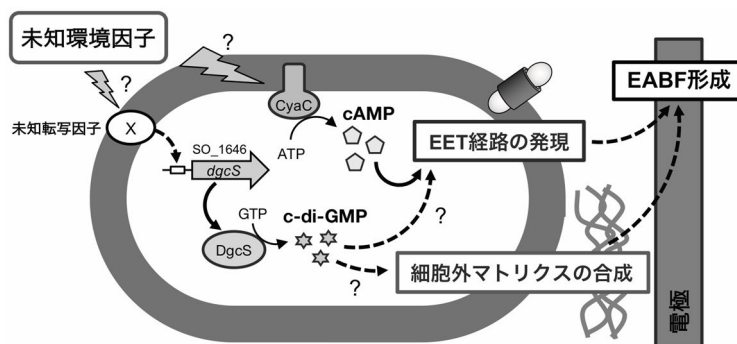 未知環境因子
?
?
CyaC
EABF形成
未知転写因子
X
SO_1646
dgcS
ATP
cAMP
EET経路の発現
GTP
c-di-GMP
?
DgcS
?
細胞外マトリクスの合成
電極